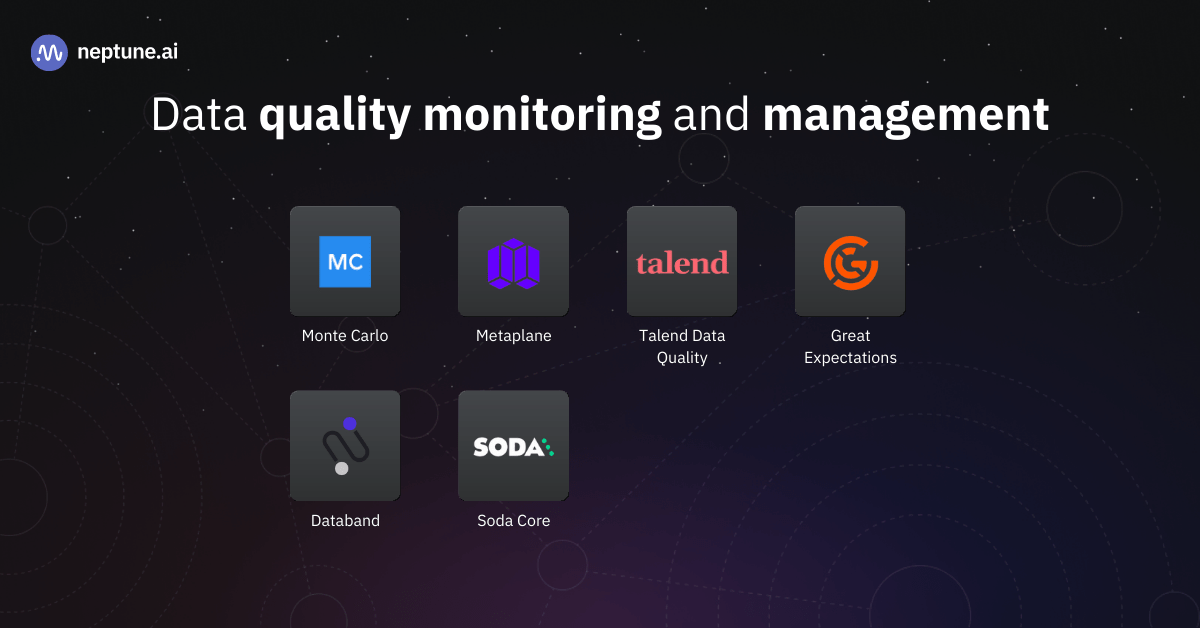 neptune.ai
Data quality monitoring and management
MC
talend
Monte Carlo
Metaplane
Talend Data
Quality
Great
Expectations
SODA
Databand
Soda Core